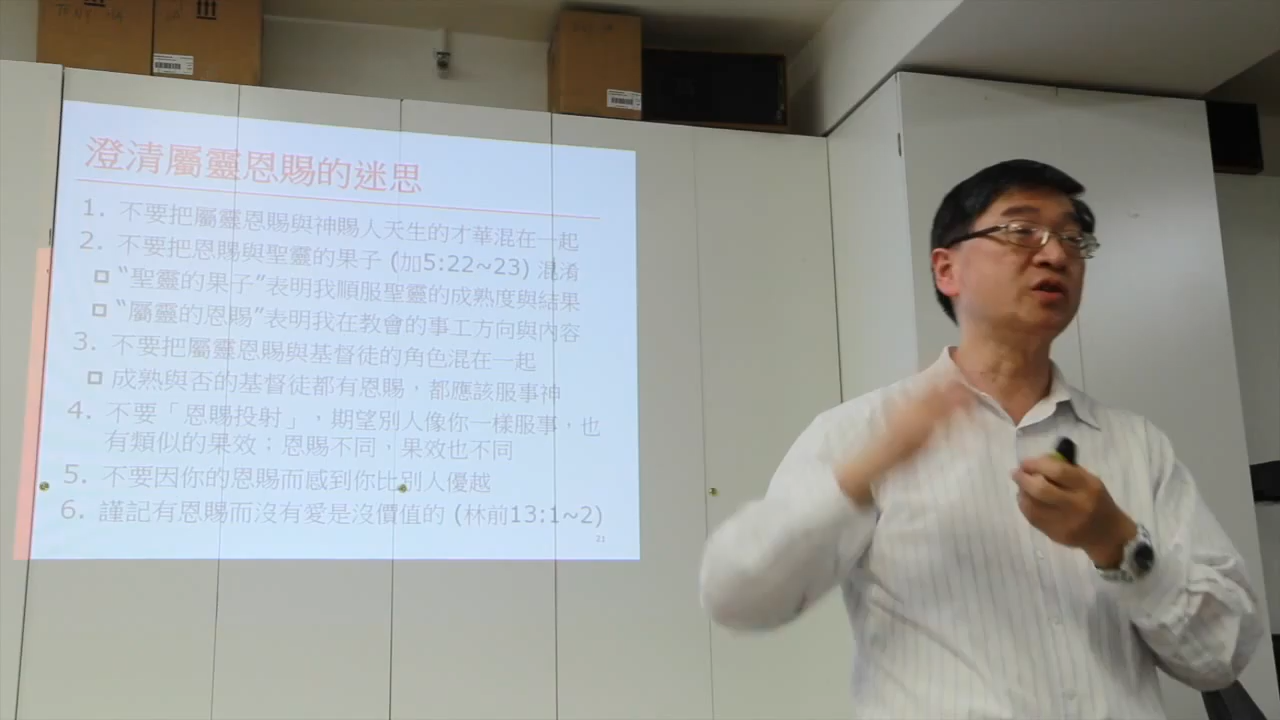 澄清屬靈恩賜的迷思
1. 不要把屬靈恩賜與神賜人天生的才華混在一起
2. 不要把恩賜與聖靈的果子 (加5:22~23) 混淆
“聖靈的果子”表明我順服聖靈的成熟度與結果
“屬靈的恩賜”表明我在教會的事工方向與內容
3. 不要把屬靈恩賜與基督徒的角色混在一起
成熟與否的基督徒都有恩賜，都應該服事神
4. 不要「恩賜投射」，期望別人像你一樣服事，也
有類似的果效；恩賜不同，果效也不同
5. 不要因你的恩賜而感到你比別人優越
6. 謹記有恩賜而沒有愛是沒價值的 (林前13:1~2)
21